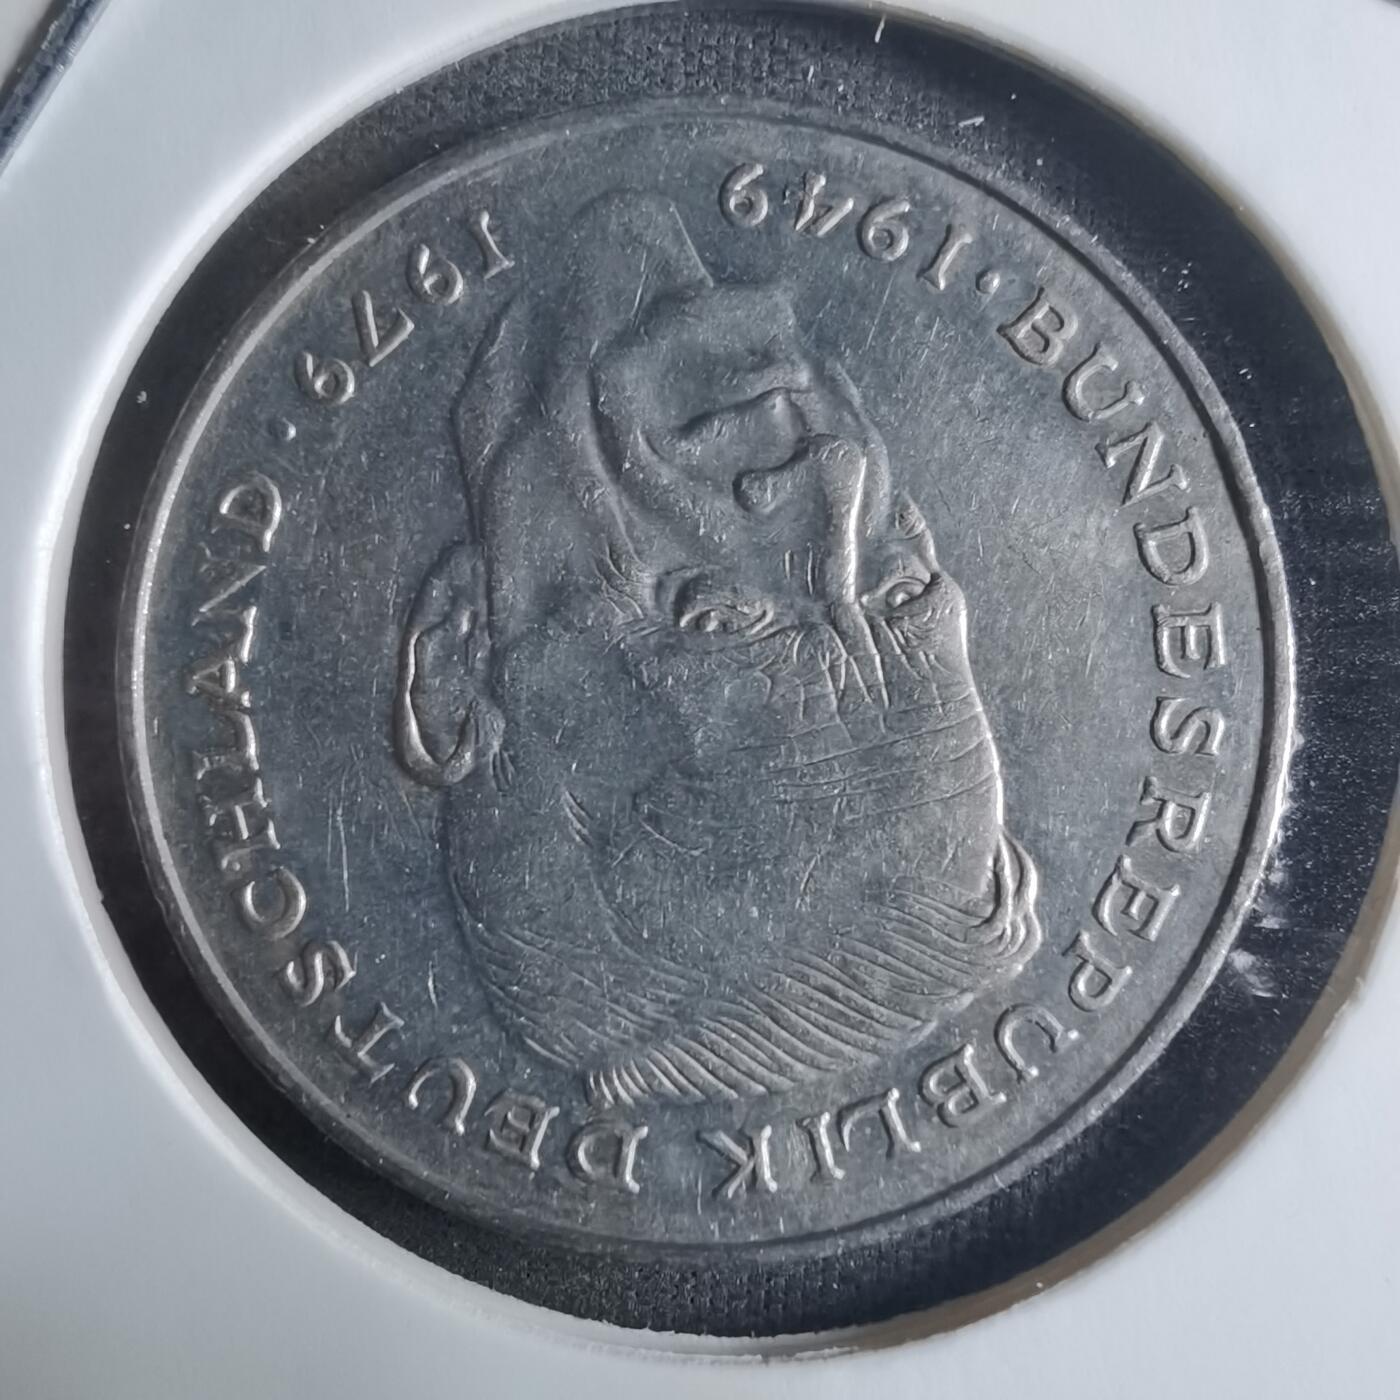 1949 · BUNDESREPUBLIK DEUTSCHLAND · 1979